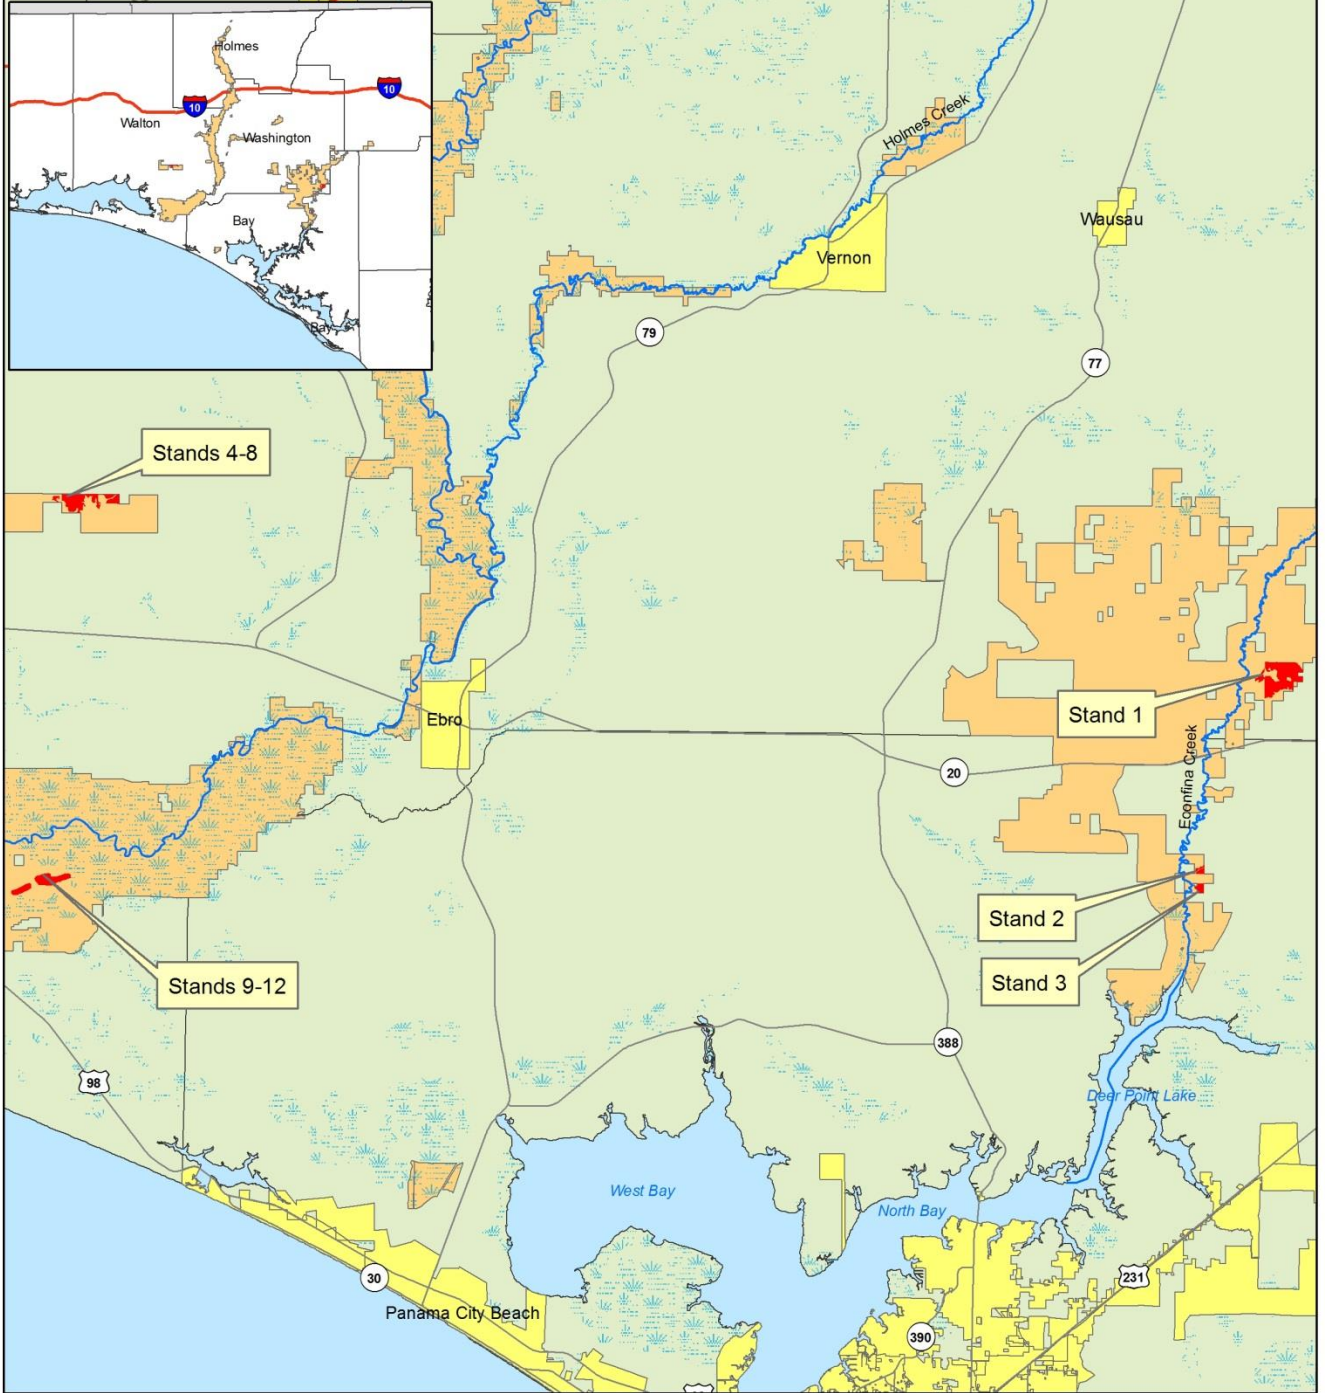 Holmes
10
10
Walton
Washington
Bay
Bay
Holmes Creek
Wausau
Vernon
79
77
Stands 4-8
Stand 1
Ebro
20
Econfina Creek
Stand 2
Stands 9-12
Stand 3
388
98
Deer Point Lake
West Bay
North Bay
30
231
Panama City Beach
390